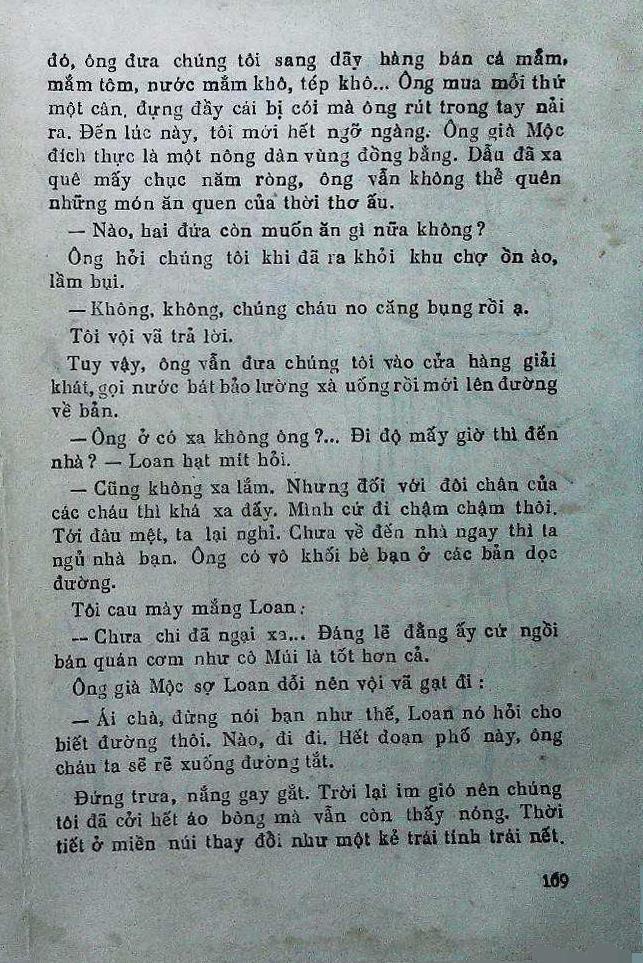 đó, ông đưa chúng tôi sang dãy hàng bán cá mắm,
mắm tôm, nước mắm khô, tép khô... Ông mua mỗi thứ
một cân, đựng đầy cái bị cói mà ông rút trong tay nải
ra. Đến lúc này, tôi mới hết ngỡ ngàng. Ông già Mộc
đích thực là một nông dân vùng đồng bằng. Dẫu đã xa
quê mấy chục năm ròng, ông vẫn không thể quên
những món ăn quen của thời thơ ấu.
— Nào, hai đứa còn muốn ăn gì nữa không ?
Ông hỏi chúng tôi khi đã ra khỏi khu chợ ồn ào,
lầm bụi.
— Không, không, chúng cháu no căng bụng rồi ạ.
Tôi vội vã trả lời.
Tuy vậy, ông vẫn đưa chúng tôi vào cửa hàng giải
khát, gọi nước bát bảo lường xà uống rồi mới lên đường
về bản.
— Ông ở có xa không ông ?... Đi độ mấy giờ thì đến
nhà ? — Loan hạt mít hỏi.
— Cũng không xa lắm. Nhưng đối với đôi chân của
các cháu thì khá xa đấy. Mình cứ đi chậm chậm thôi.
Tới đâu mệt, ta lại nghỉ. Chưa về đến nhà ngay thì ta
ngủ nhà bạn. Ông có vô khối bè bạn ở các bản dọc
đường.
Tôi cau mày mắng Loan :
— Chưa chi đã ngại xa... Đáng lẽ đằng ấy cứ ngồi
bán quán cơm như cô Múi là tốt hơn cả.
Ông già Mộc sợ Loan dỗi nên vội vã gạt đi :
— Ái chà, đừng nói bạn như thế, Loan nó hỏi cho
biết đường thôi. Nào, đi đi. Hết đoạn phố này, ông
cháu ta sẽ rẽ xuống đường tắt.
Đứng trưa, nắng gay gắt. Trời lại im gió nên chúng
tôi đã cởi hết áo bông mà vẫn còn thấy nóng. Thời
tiết ở miền núi thay đổi như một kẻ trái tính trái nết.
169